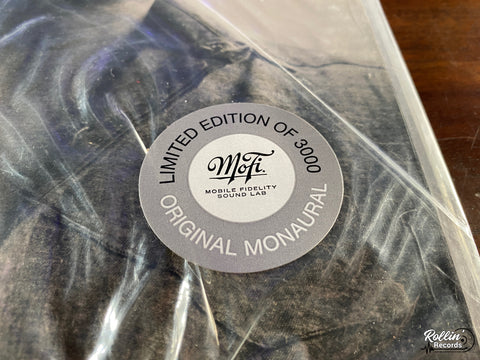 LIMITED EDITION OF 3000
MoFi.
MOBILE FIDELITY
SOUND LAB
ORIGINAL MONAURAL
Rollin'
Records